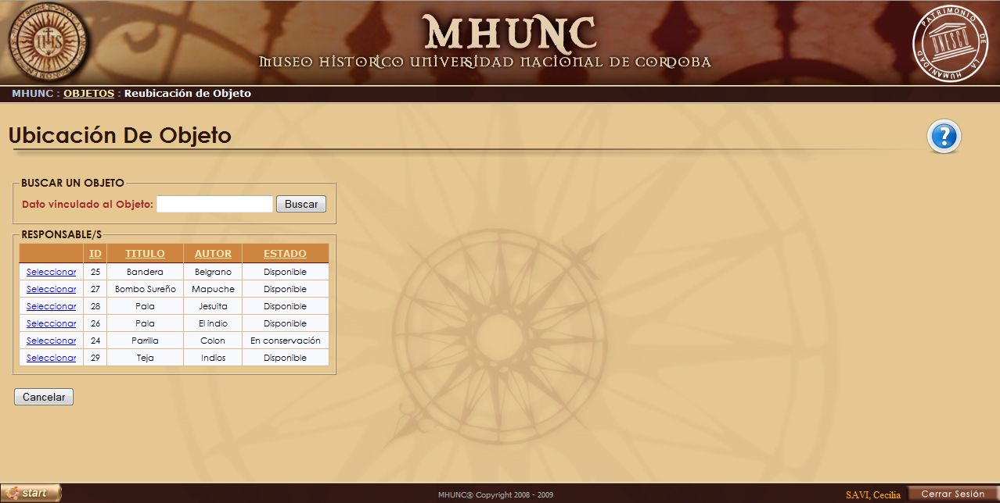 IHS
MHUNC
MUSEO HISTORICO UNIVERSIDAD NACIONAL DE CORDOBA
PATRIMONIO DE LA HUMANIDAD
UNESCO
MHUNC : OBJETOS : Reubicación de Objeto
Ubicación De Objeto
?
BUSCAR UN OBJETO
Dato vinculado al Objeto: Buscar
RESPONSABLE/S
ID TITULO AUTOR ESTADO
Seleccionar 25 Bandera Belgrano Disponible
Seleccionar 27 Bombo Sureño Mapuche Disponible
Seleccionar 28 Pala Jesuita Disponible
Seleccionar 26 Pala El indio Disponible
Seleccionar 24 Parrilla Colon En conservación
Seleccionar 29 Teja Indios Disponible
Cancelar
start MHUNC® Copyright 2008 - 2009 SAVI, Cecilia Cerrar Sesión